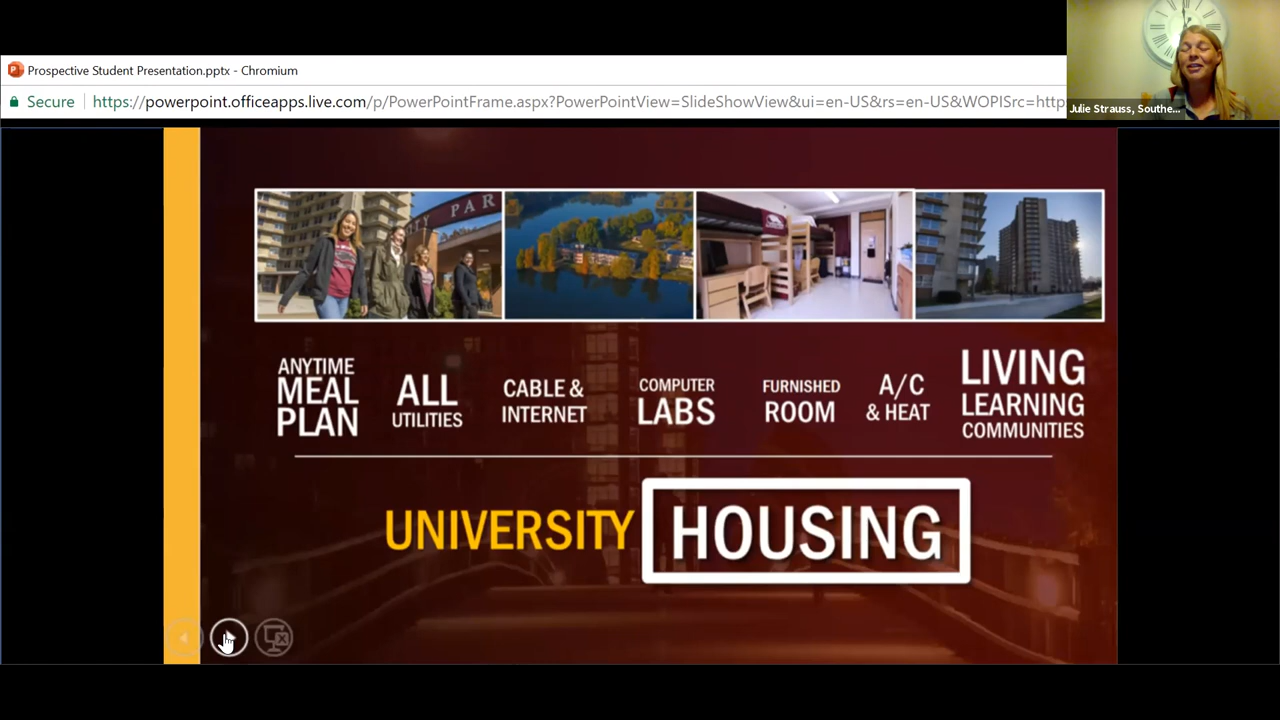 Prospective Student Presentation.pptx - Chromium
Secure
https://powerpoint.officeapps.live.com/p/PowerPointFrame.aspx?PowerPointView=SlideShowView&ui=en-US&rs=en-US&WOPISrc=http
Julie Strauss, Southe...
PAR
ANYTIME
MEAL
PLAN
ALL
UTILITIES
CABLE &
INTERNET
COMPUTER
LABS
FURNISHED
ROOM
A/C
& HEAT
LIVING
LEARNING
COMMUNITIES
UNIVERSITY HOUSING